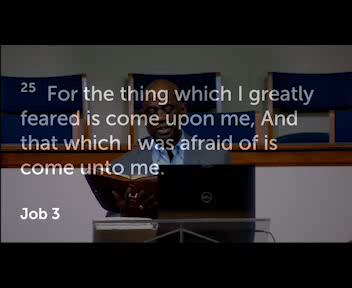 25 For the thing which I greatly
feared is come upon me, And
that which I was afraid of is
come unto me.
Job 3
DELL